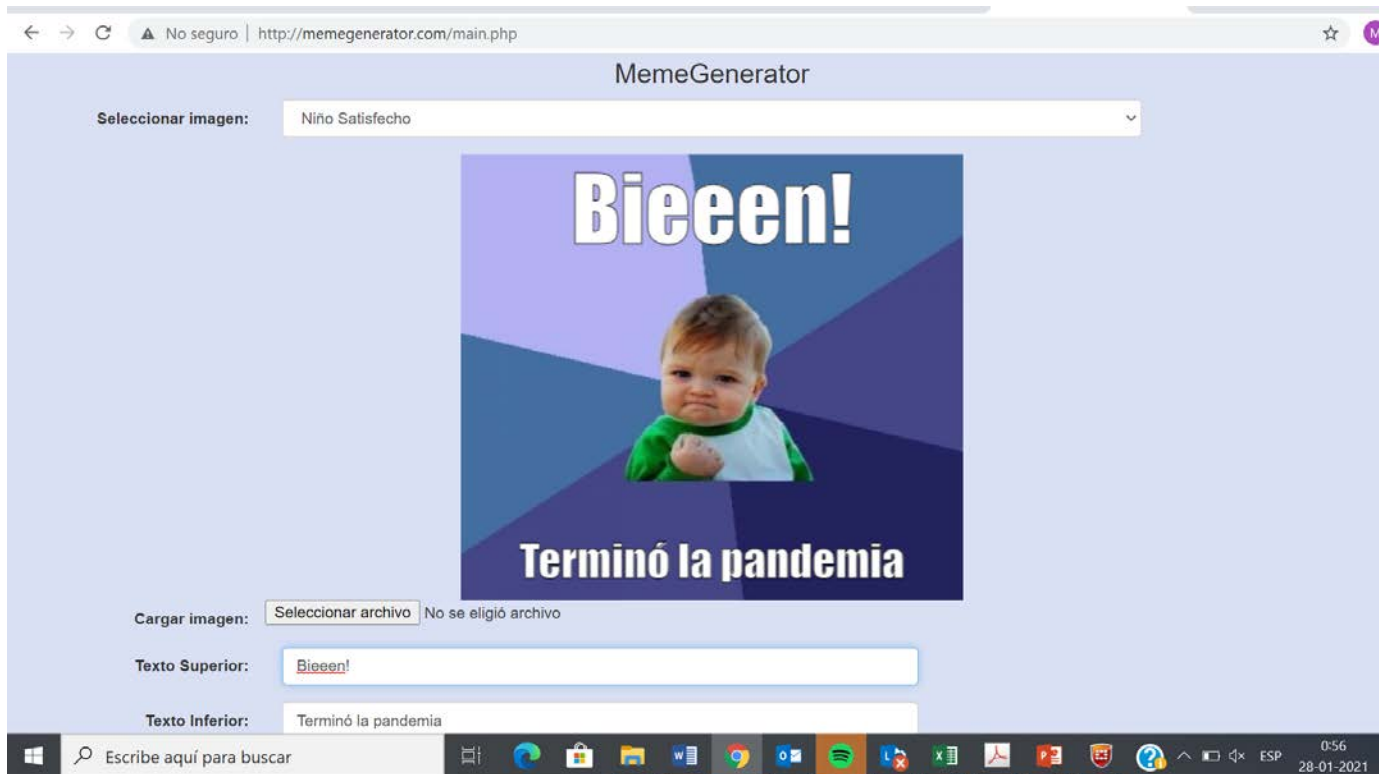 No seguro | http://memegenerator.com/main.php
M
MemeGenerator
Seleccionar imagen: Niño Satisfecho
Bieeen!
Terminó la pandemia
Cargar imagen: Seleccionar archivo No se eligió archivo
Texto Superior: Bieeen!
Texto Inferior: Terminó la pandemia
Escribe aquí para buscar
ESP
0:56
28-01-2021